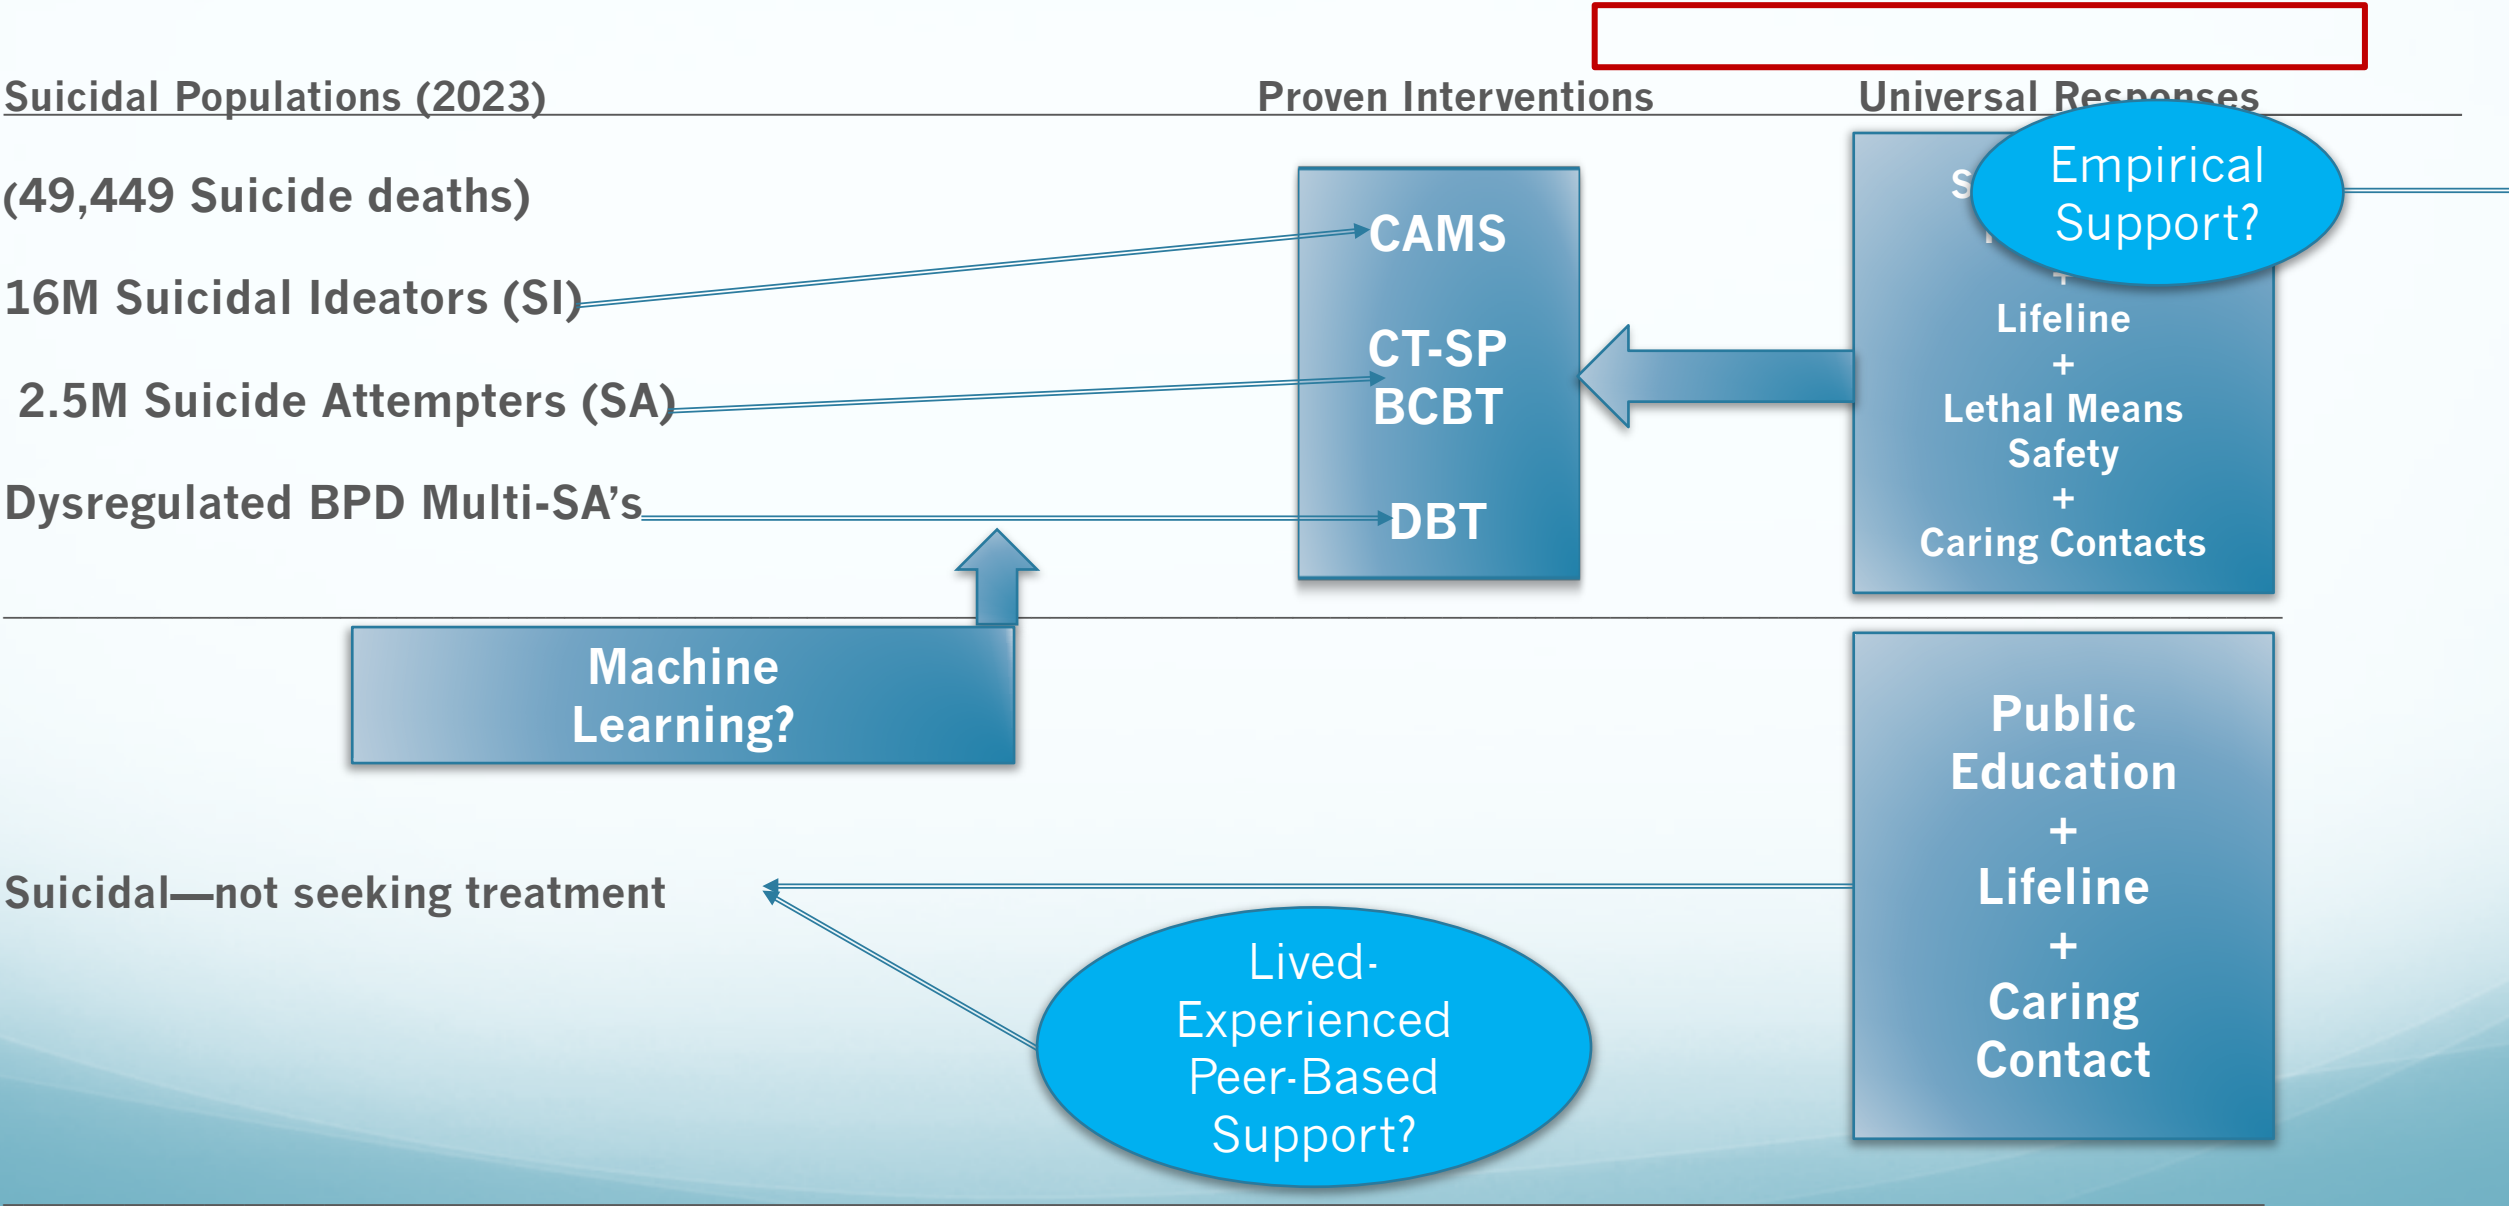 Suicidal Populations (2023)
Proven Interventions
Universal Responses
(49,449 Suicide deaths)
16M Suicidal Ideators (SI)
2.5M Suicide Attempters (SA)
Dysregulated BPD Multi-SA’s
CAMS
CT-SP
BCBT
DBT
Empirical
Support?
+
Lifeline
+
Lethal Means
Safety
+
Caring Contacts
Machine
Learning?
Suicidal—not seeking treatment
Lived-
Experienced
Peer-Based
Support?
Public
Education
+
Lifeline
+
Caring
Contact